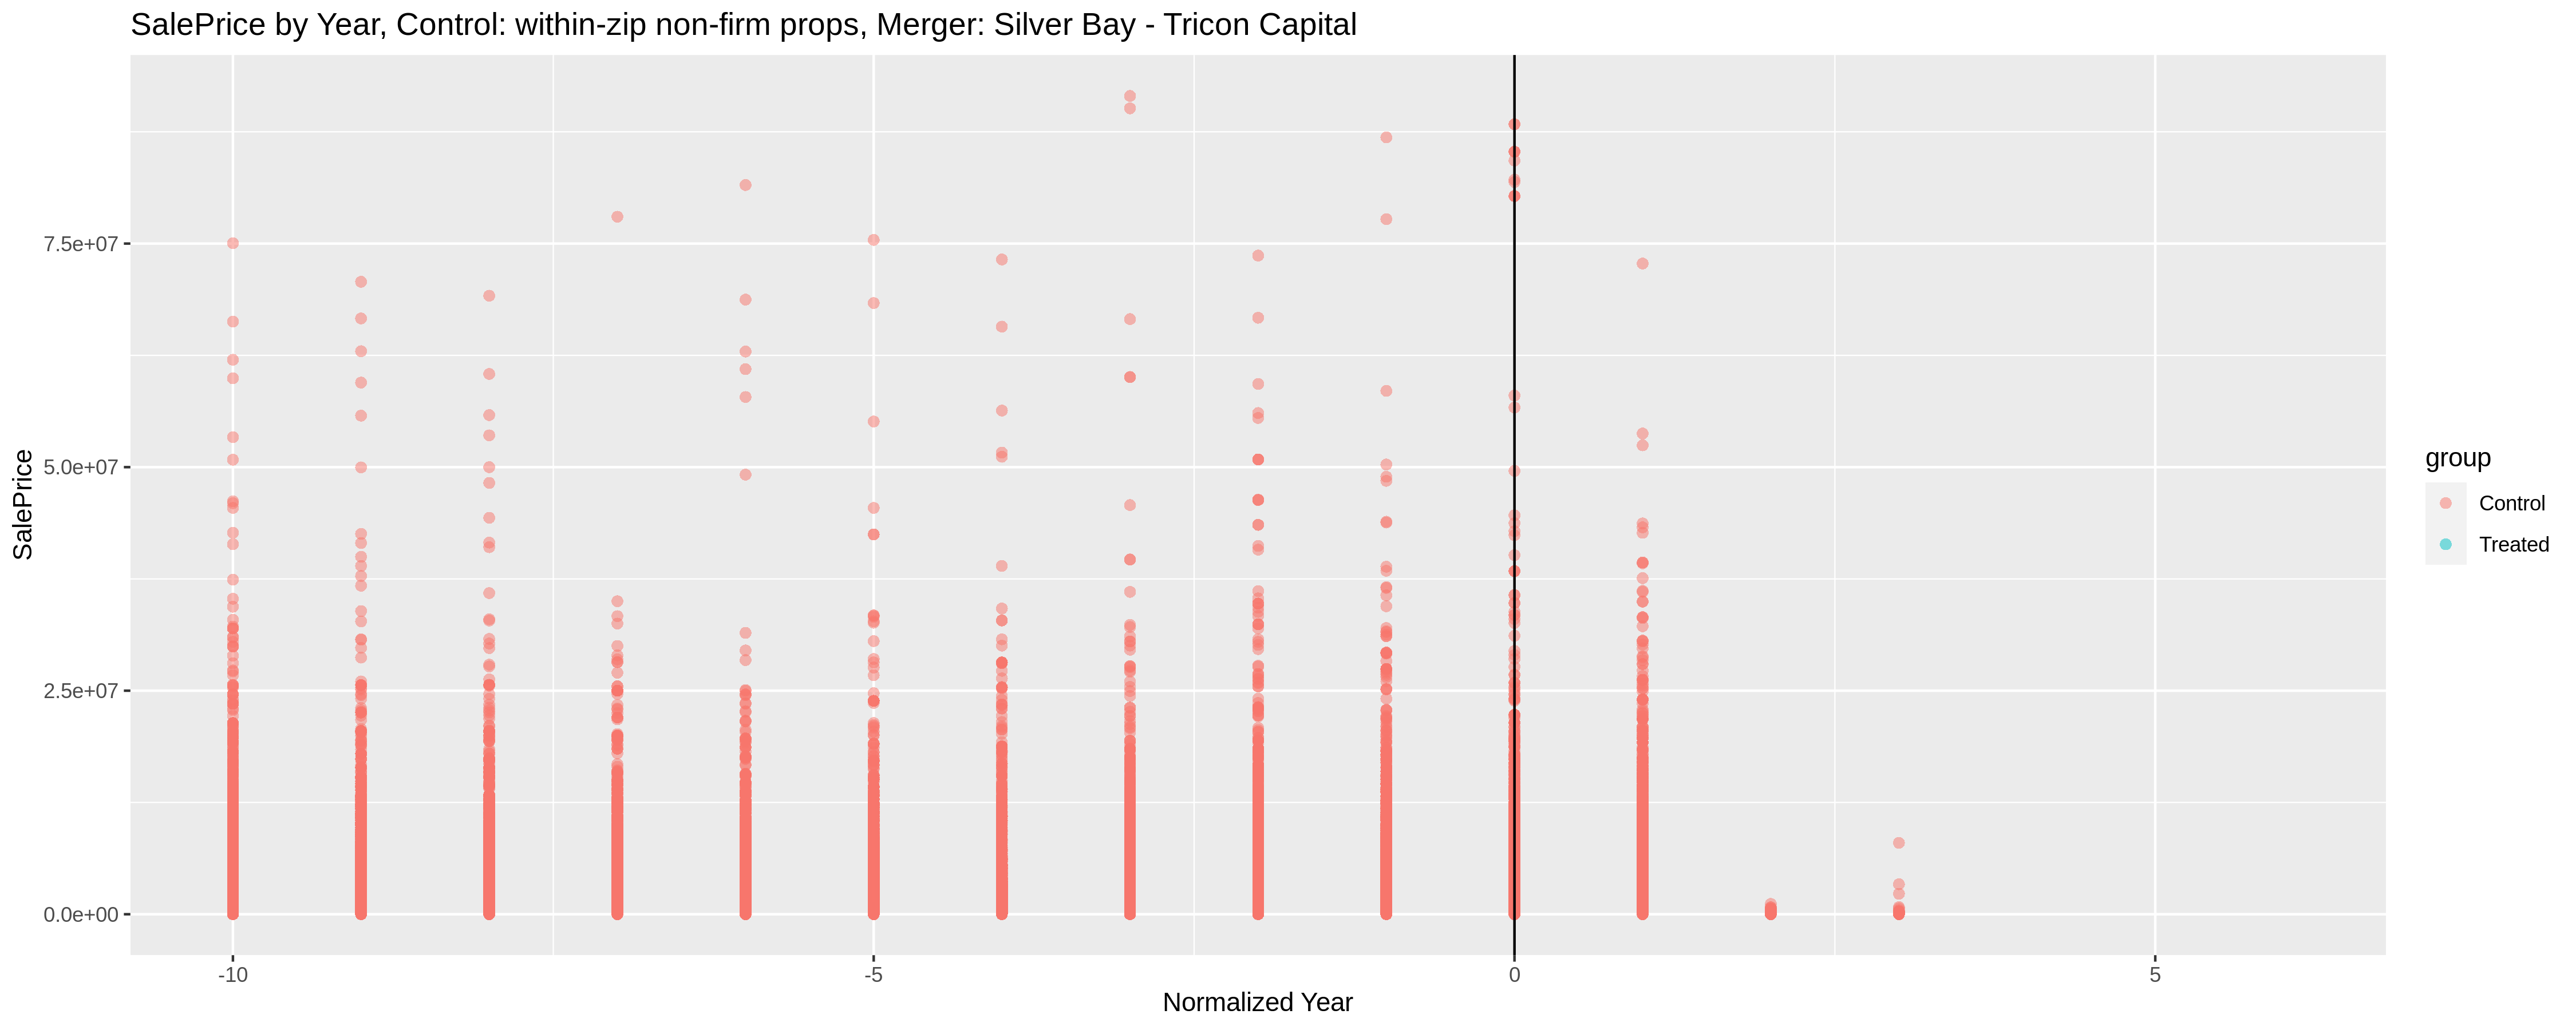 SalePrice by Year, Control: within-zip non-firm props, Merger: Silver Bay - Tricon Capital
SalePrice
7.5e+07
5.0e+07
2.5e+07
0.0e+00
-10
-5
0
5
Normalized Year
group
Control
Treated